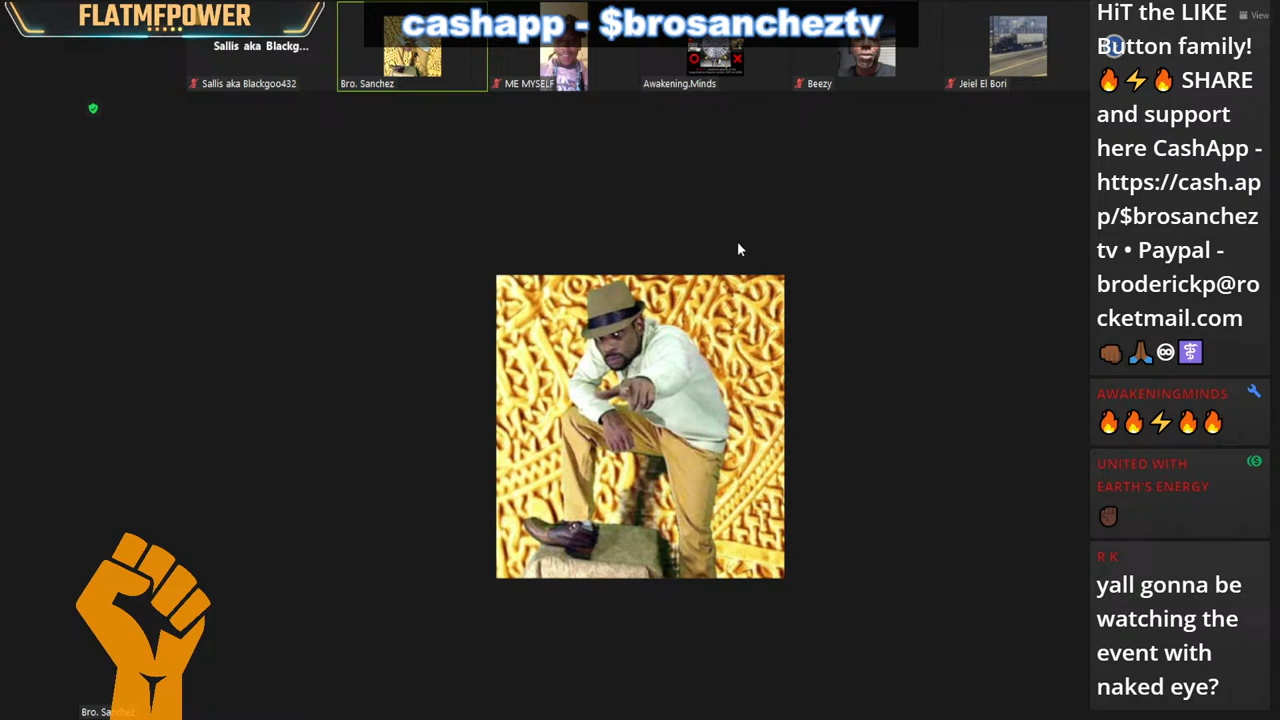 FLATMFPOWER
cashapp - $brosancheztv
Sallis aka Blackg...
Sallis aka Blackgoo432
Bro. Sanchez
ME MYSELF
Awakening.Minds
Beezy
Jeiel El Bori
View
HiT the LIKE
Button family!
🔥⚡🔥 SHARE
and support
here CashApp -
https://cash.ap
p/$brosanchez
tv • Paypal -
broderickp@ro
cketmail.com
AWAKENINGMINDS
UNITED WITH
EARTH'S ENERGY
R K
yall gonna be
watching the
event with
naked eye?
Bro. Sanchez